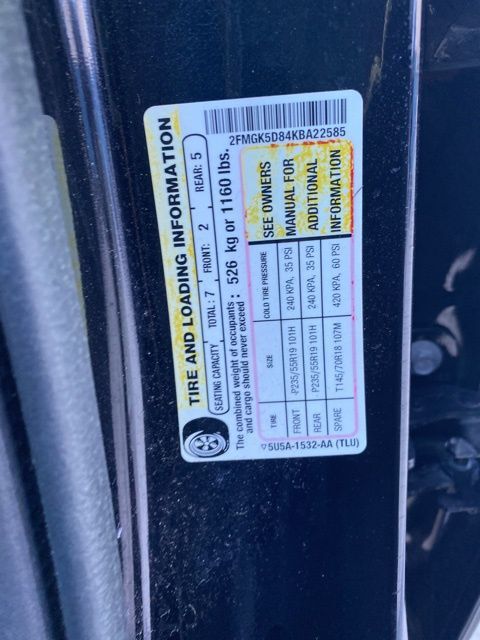 TIRE AND LOADING INFORMATION
SEATING CAPACITY TOTAL: 7 FRONT: 2 REAR: 5
The combined weight of occupants
and cargo should never exceed : 526 kg or 1160 lbs.
TIRE SIZE COLD TIRE PRESSURE
FRONT P235/55R19 101H 240 KPA, 35 PSI
REAR P235/55R19 101H 240 KPA, 35 PSI
SPARE T145/70R18 107M 420 KPA, 60 PSI
SEE OWNERS
MANUAL FOR
ADDITIONAL
INFORMATION
5U5A-1532-AA (TLU)
2FMGK5D84KBA22585